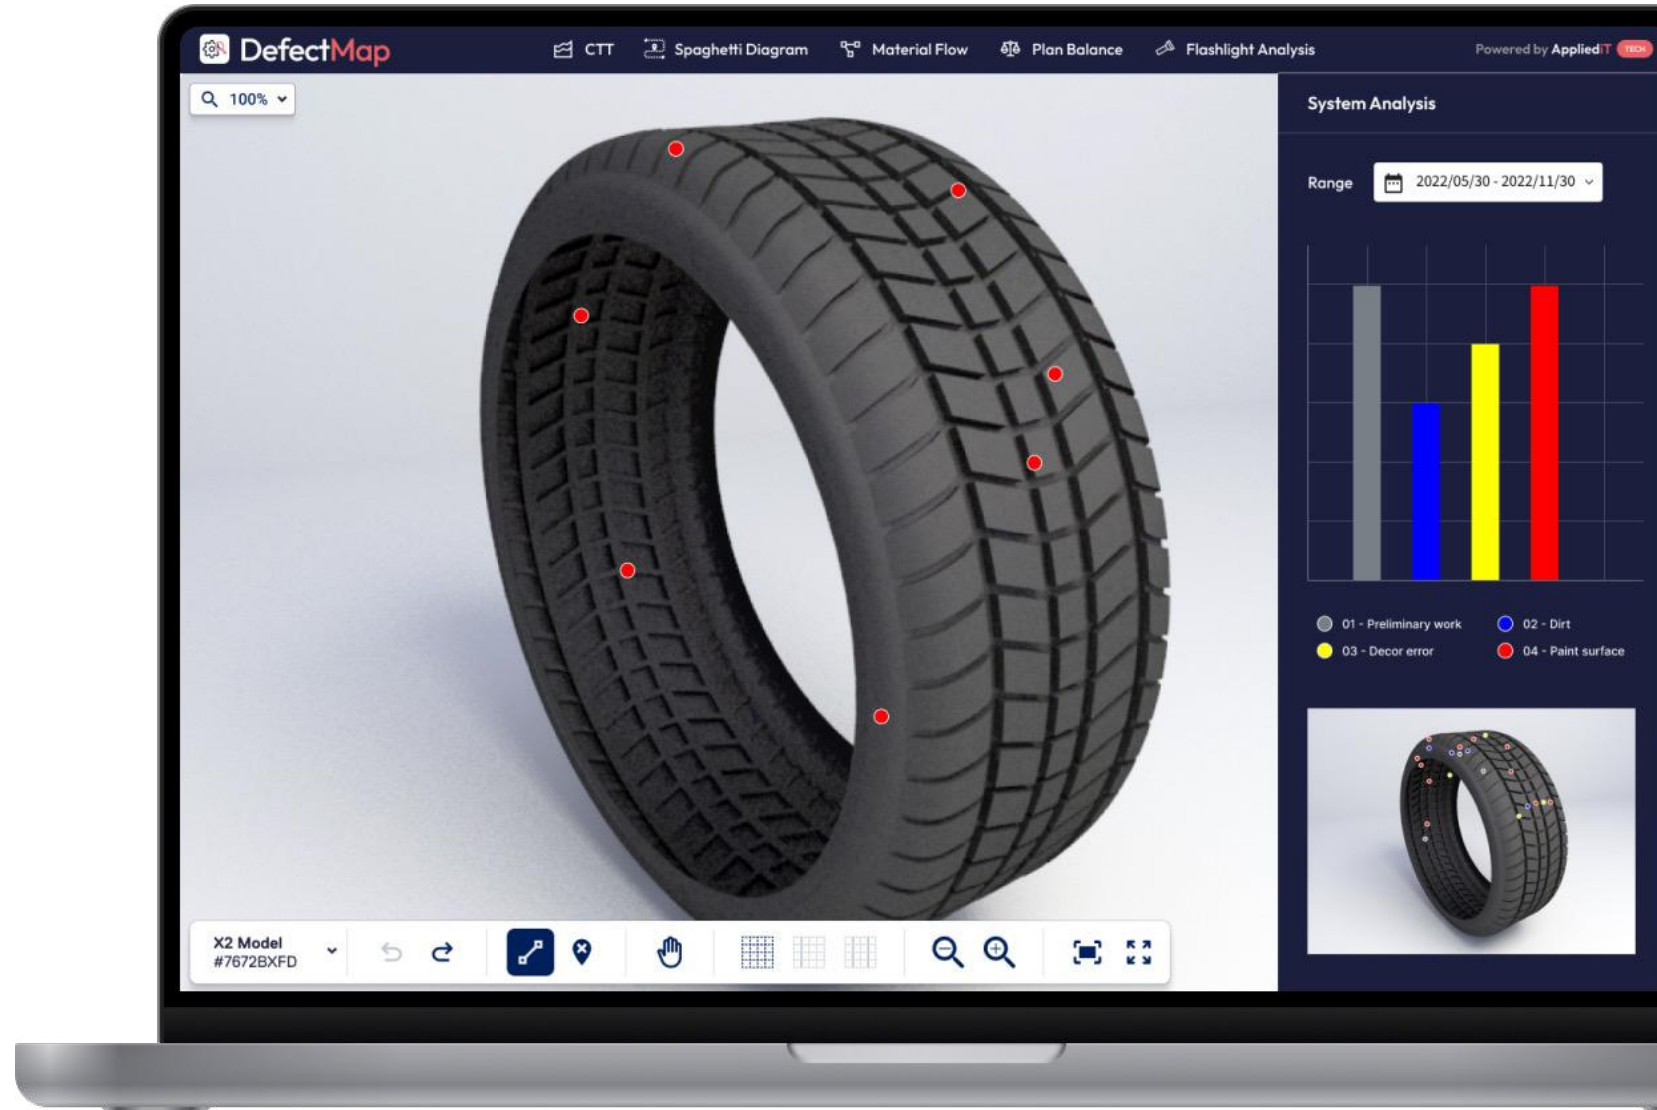 DefectMap
CTT
Spaghetti Diagram
Material Flow
Plan Balance
Flashlight Analysis
Powered by AppliediT TECH
100%
System Analysis
Range
2022/05/30 - 2022/11/30
01 - Preliminary work
02 - Dirt
03 - Decor error
04 - Paint surface
X2 Model
#7672BXFD